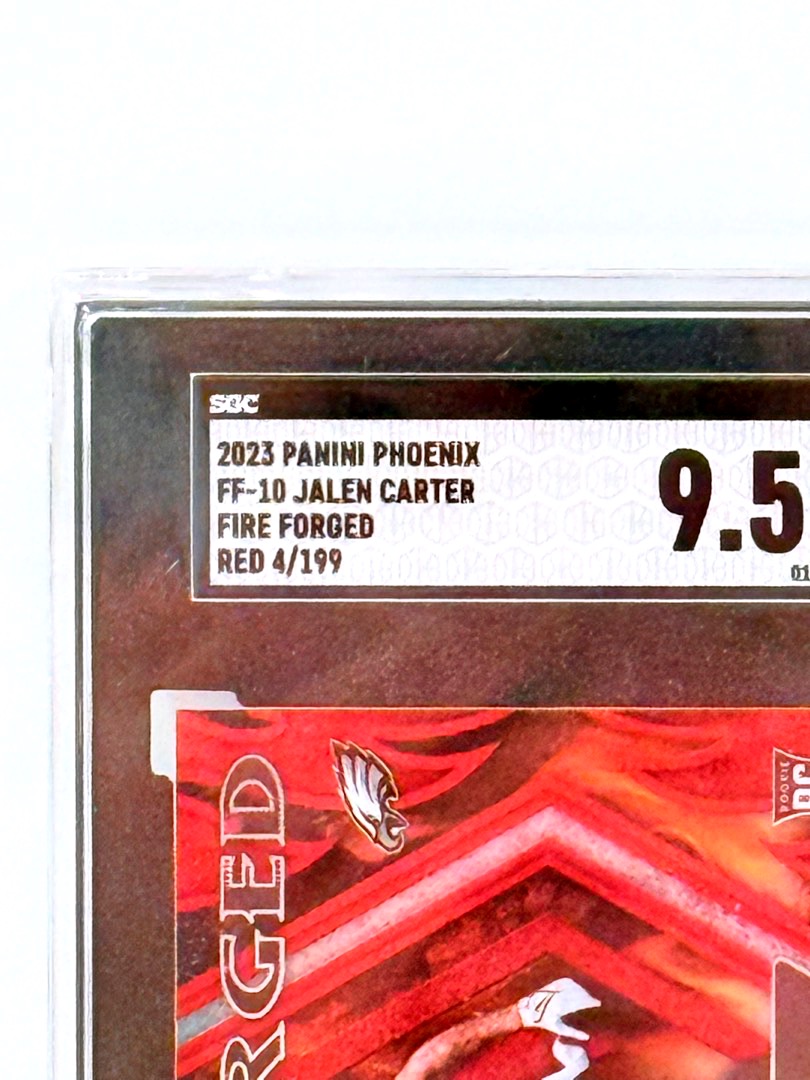 SGC
2023 PANINI PHOENIX
FF-10 JALEN CARTER
FIRE FORGED
RED 4/199
9.5
RGED